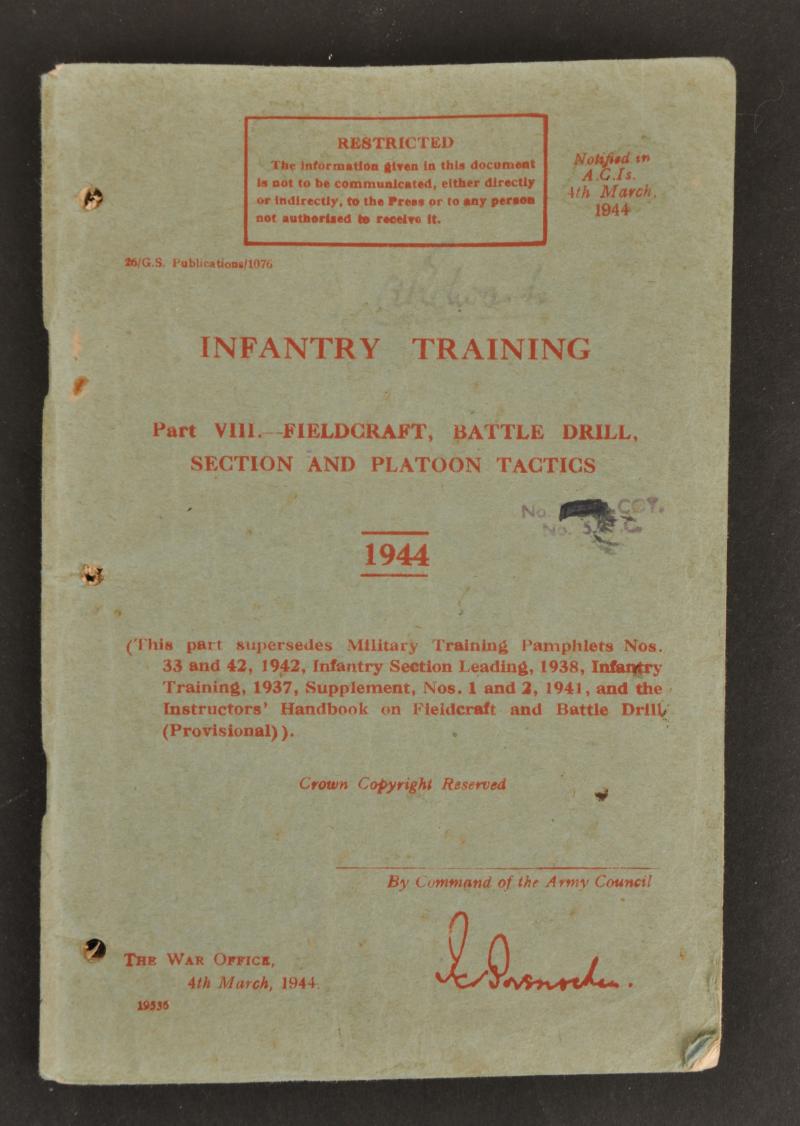 RESTRICTED
The information given in this document
is not to be communicated, either directly
or indirectly, to the Press or to any person
not authorised to receive it.
Notified in
A.C.Is.
4th March,
1944
26/G.S. Publications/1076
INFANTRY TRAINING
Part VIII.—FIELDCRAFT, BATTLE DRILL,
SECTION AND PLATOON TACTICS
No. COY.
No.
1944
(This part supersedes Military Training Pamphlets Nos.
33 and 42, 1942, Infantry Section Leading, 1938, Infantry
Training, 1937, Supplement, Nos. 1 and 2, 1941, and the
Instructors' Handbook on Fieldcraft and Battle Drill
(Provisional) ).
Crown Copyright Reserved
By Command of the Army Council
THE WAR OFFICE,
4th March, 1944.
19536